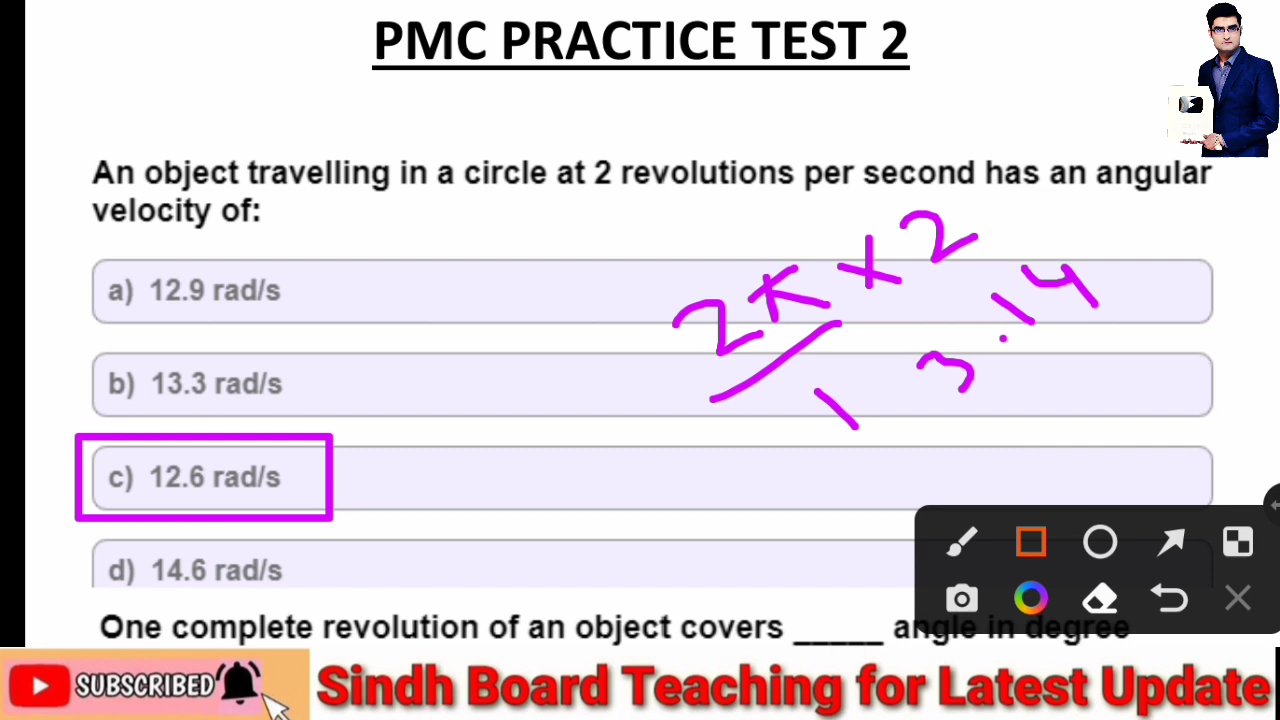 PMC PRACTICE TEST 2
An object travelling in a circle at 2 revolutions per second has an angular
velocity of:
a) 12.9 rad/s
b) 13.3 rad/s
c) 12.6 rad/s
d) 14.6 rad/s
2π × 2
1
3.14
One complete revolution of an object covers _____ angle in degree
SUBSCRIBED
Sindh Board Teaching for Latest Update